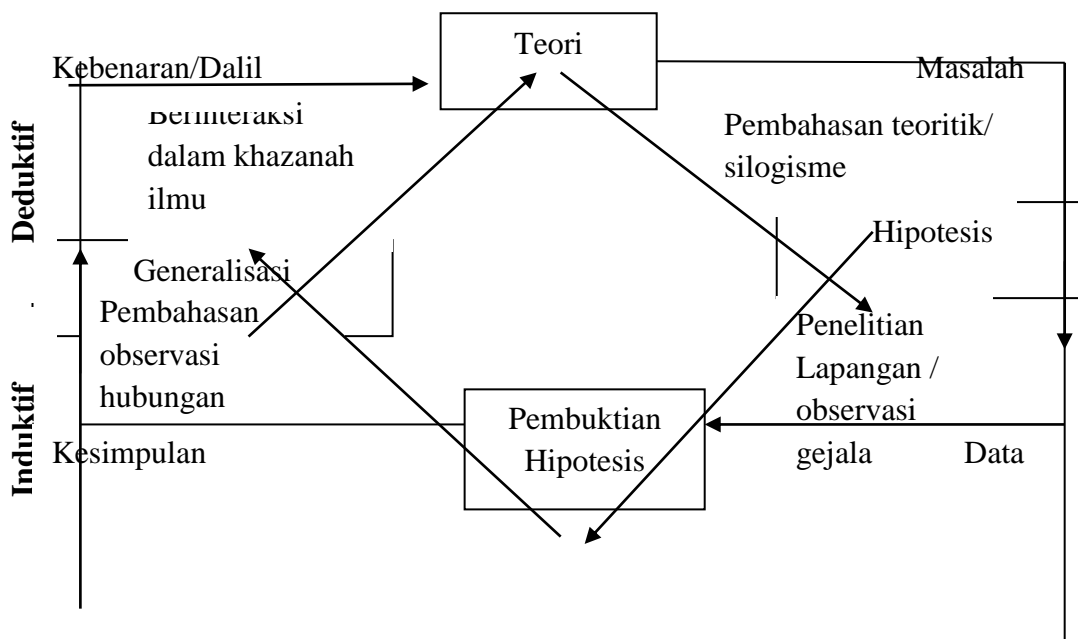 Teori
Kebenaran/Dalil
Masalah
Berinteraksi
dalam khazanah
ilmu
Pembahasan teoritik/
silogisme
Deduktif
Hipotesis
Generalisasi
Pembahasan
observasi
hubungan
Penelitian
Lapangan /
observasi
gejala
Induktif
Pembuktian
Hipotesis
Kesimpulan
Data